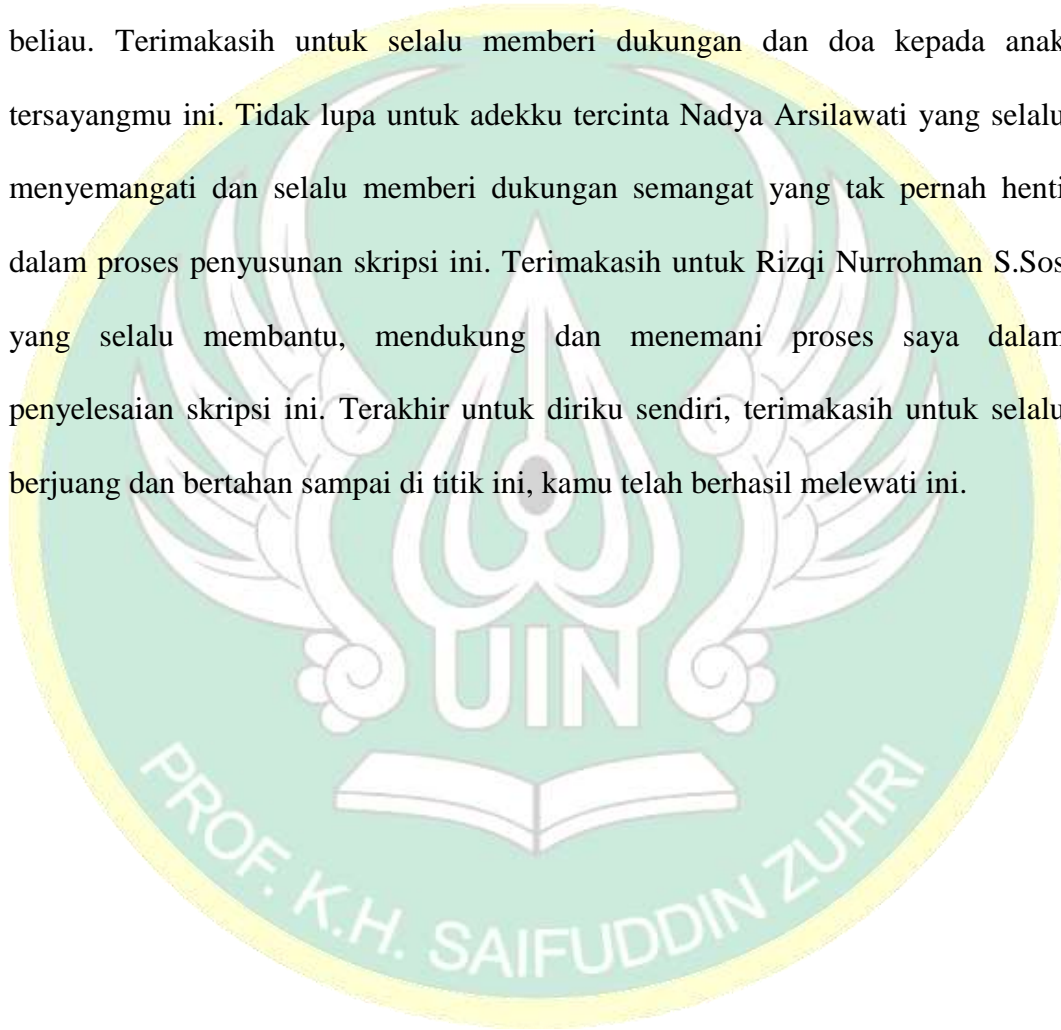 beliau. Terimakasih untuk selalu memberi dukungan dan doa kepada anak
tersayangmu ini. Tidak lupa untuk adekku tercinta Nadya Arsilawati yang selalu
menyemangati dan selalu memberi dukungan semangat yang tak pernah henti
dalam proses penyusunan skripsi ini. Terimakasih untuk Rizqi Nurrohman S.Sos
yang selalu membantu, mendukung dan menemani proses saya dalam
penyelesaian skripsi ini. Terakhir untuk diriku sendiri, terimakasih untuk selalu
berjuang dan bertahan sampai di titik ini, kamu telah berhasil melewati ini.
UIN
PROF. K.H. SAIFUDDIN ZUHRI